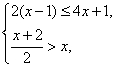 2(x−1)≤4x+1,
(x+2)/2>x,